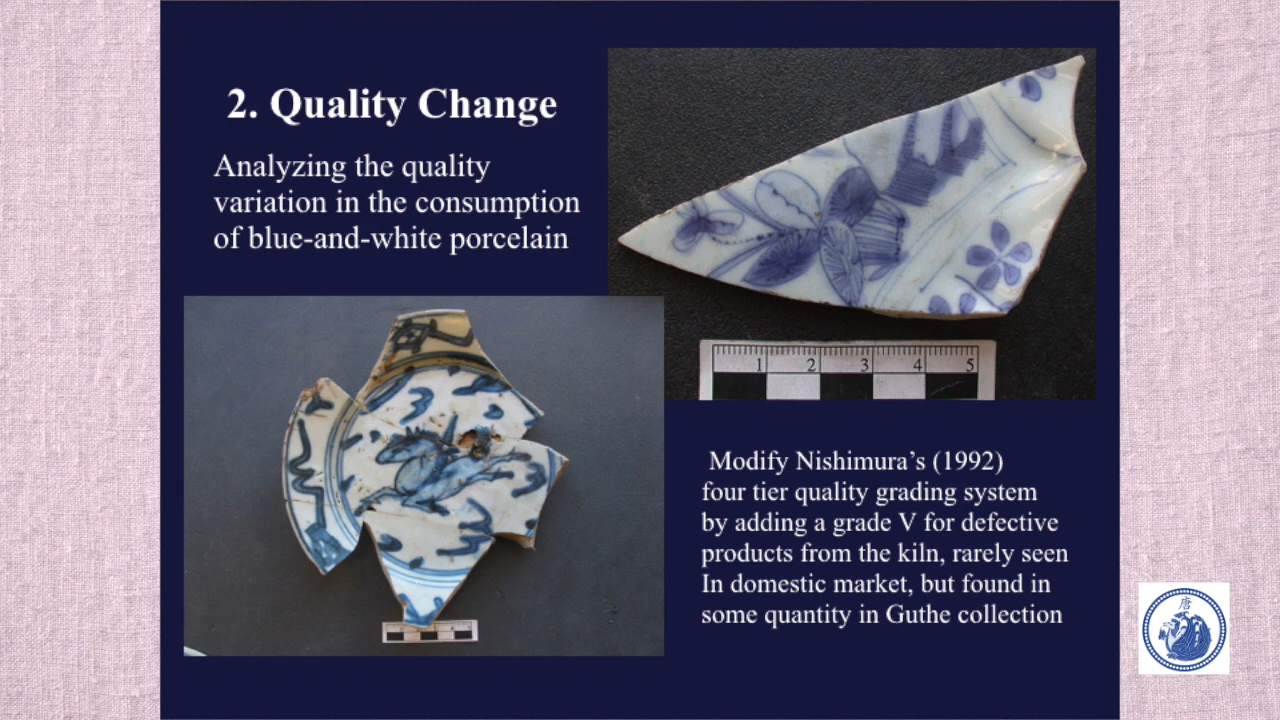 2. Quality Change
Analyzing the quality
variation in the consumption
of blue-and-white porcelain
1 2 3 4 5
Modify Nishimura’s (1992)
four tier quality grading system
by adding a grade V for defective
products from the kiln, rarely seen
In domestic market, but found in
some quantity in Guthe collection
唐